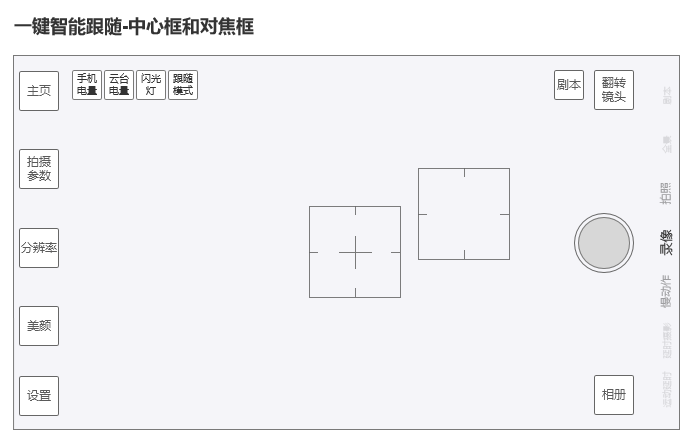 一键智能跟随-中心框和对焦框
主页
手机
电量
云台
电量
闪光
灯
跟随
模式
剧本
翻转
镜头
拍摄
参数
分辨率
美颜
设置
拍照
录像
慢动作
相册